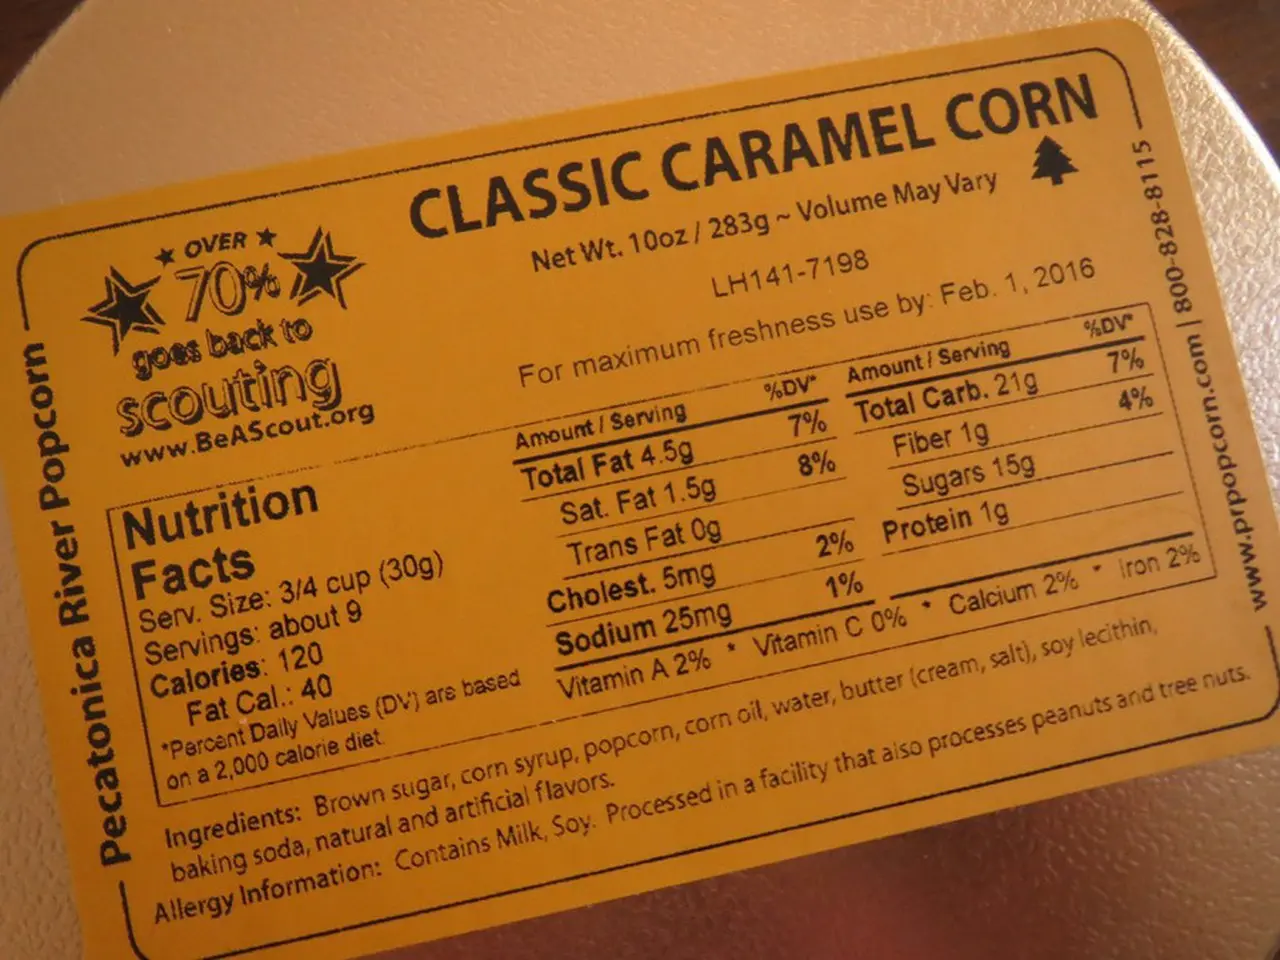 CLASSIC CARAMEL CORN
Net Wt. 10oz / 283g ~ Volume May Vary
LH141-7198
For maximum freshness use by: Feb. 1, 2016
OVER
70%
goes back to
scouting
www.BeAScout.org
Pecatonica River Popcorn
Nutrition
Facts
Serv. Size: 3/4 cup (30g)
Servings: about 9
Calories: 120
Fat Cal.: 40
*Percent Daily Values (DV) are based
on a 2,000 calorie diet.
Amount / Serving %DV*
Total Fat 4.5g 7%
Sat. Fat 1.5g 8%
Trans Fat 0g
Cholest. 5mg 2%
Sodium 25mg 1%
Amount / Serving %DV*
Total Carb. 21g 7%
Fiber 1g 4%
Sugars 15g
Protein 1g
Vitamin A 2% * Vitamin C 0% * Calcium 2% * Iron 2%
Ingredients: Brown sugar, corn syrup, popcorn, corn oil, water, butter (cream, salt), soy lecithin,
baking soda, natural and artificial flavors.
Allergy Information: Contains Milk, Soy. Processed in a facility that also processes peanuts and tree nuts.
www.prpopcorn.com | 800-828-8115